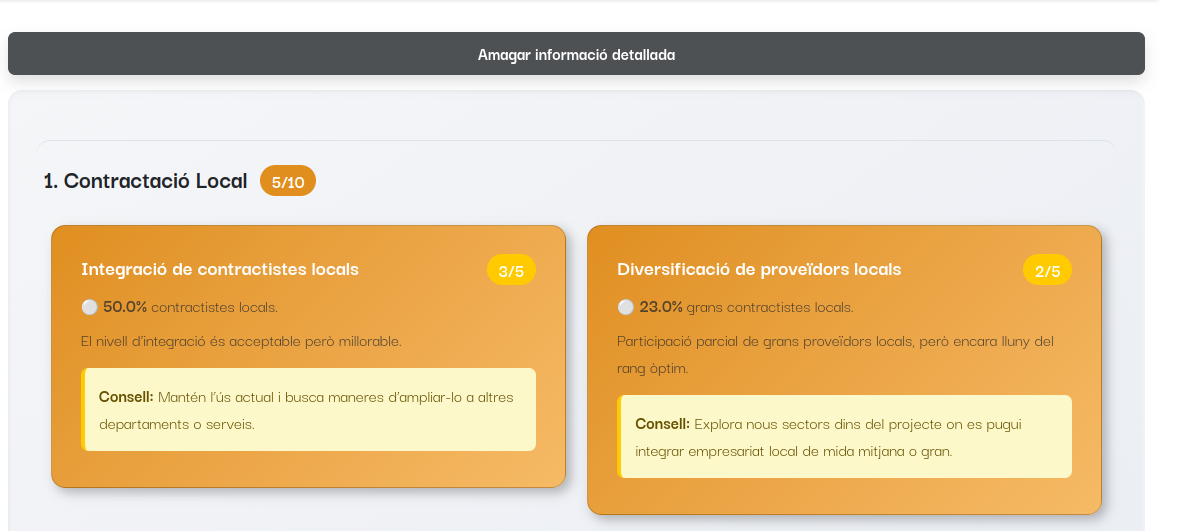 Amagar informació detallada
1. Contractació Local 5/10
Integració de contractistes locals 3/5
50.0% contractistes locals.
El nivell d'integració és acceptable però millorable.
Consell: Mantén l'ús actual i busca maneres d'ampliar-lo a altres
departaments o serveis.
Diversificació de proveïdors locals 2/5
23.0% grans contractistes locals.
Participació parcial de grans proveïdors locals, però encara lluny del
rang òptim.
Consell: Explora nous sectors dins del projecte on es pugui
integrar empresariat local de mida mitjana o gran.